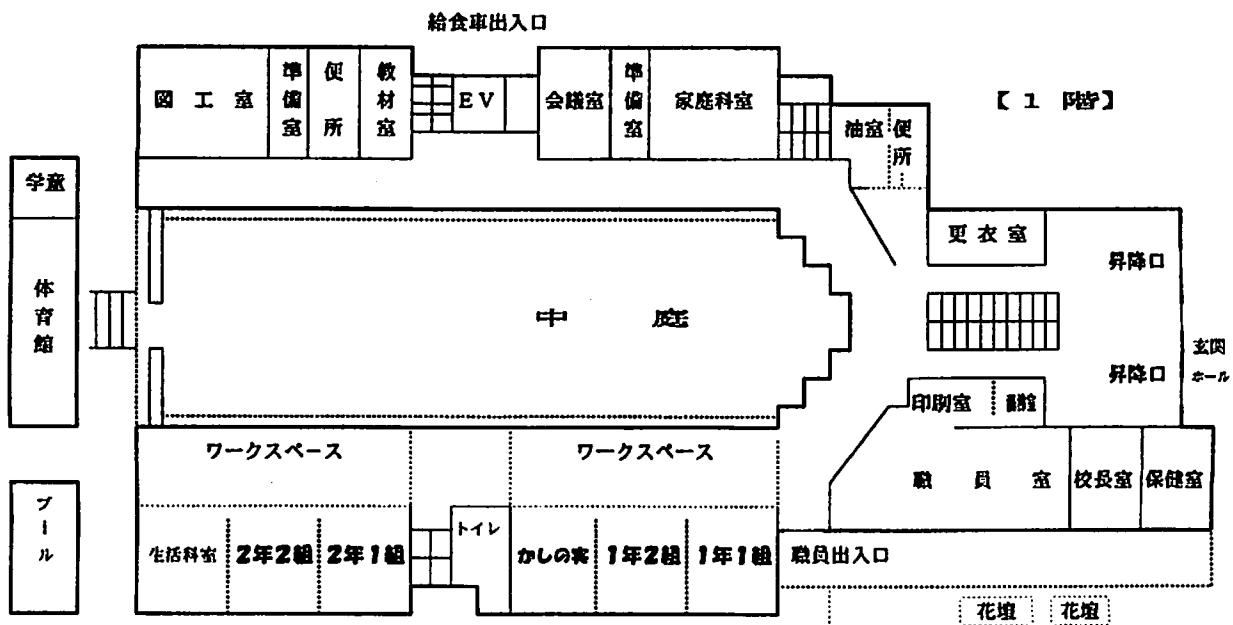 給食車出入口
【1 階】
図工室
準備室
便所
教材室
EV
会議室
準備室
家庭科室
油室
便所
学童
体育館
プール
更衣室
昇降口
中庭
昇降口
玄関
ホール
印刷室
ワークスペース
ワークスペース
職員室
校長室
保健室
生活科室
2年2組
2年1組
トイレ
かしの実
1年2組
1年1組
職員出入口
花壇
花壇